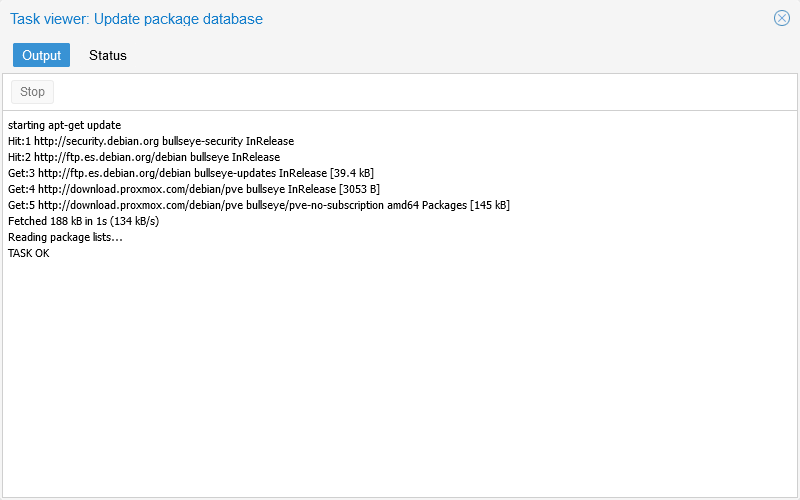 Task viewer: Update package database
Output Status
Stop
starting apt-get update
Hit:1 http://security.debian.org bullseye-security InRelease
Hit:2 http://ftp.es.debian.org/debian bullseye InRelease
Get:3 http://ftp.es.debian.org/debian bullseye-updates InRelease [39.4 kB]
Get:4 http://download.proxmox.com/debian/pve bullseye InRelease [3053 B]
Get:5 http://download.proxmox.com/debian/pve bullseye/pve-no-subscription amd64 Packages [145 kB]
Fetched 188 kB in 1s (134 kB/s)
Reading package lists...
TASK OK